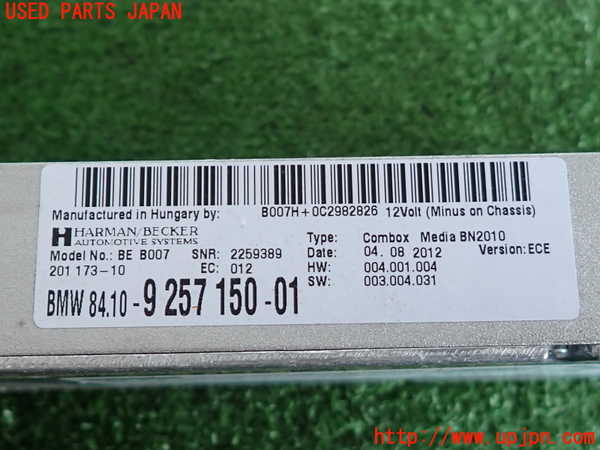 USED PARTS JAPAN
Manufactured in Hungary by: B007H+0C2982826 12Volt (Minus on Chassis)
HARMAN/BECKER
AUTOMOTIVE SYSTEMS
Type: Combox Media BN2010
Model No.: BE B007 SNR: 2259389 Date: 04. 08 2012 Version: ECE
201 173-10 EC: 012 HW: 004.001.004
SW: 003.004.031
BMW 84.10 - 9 257 150 -01
http://www.upjpn.com/